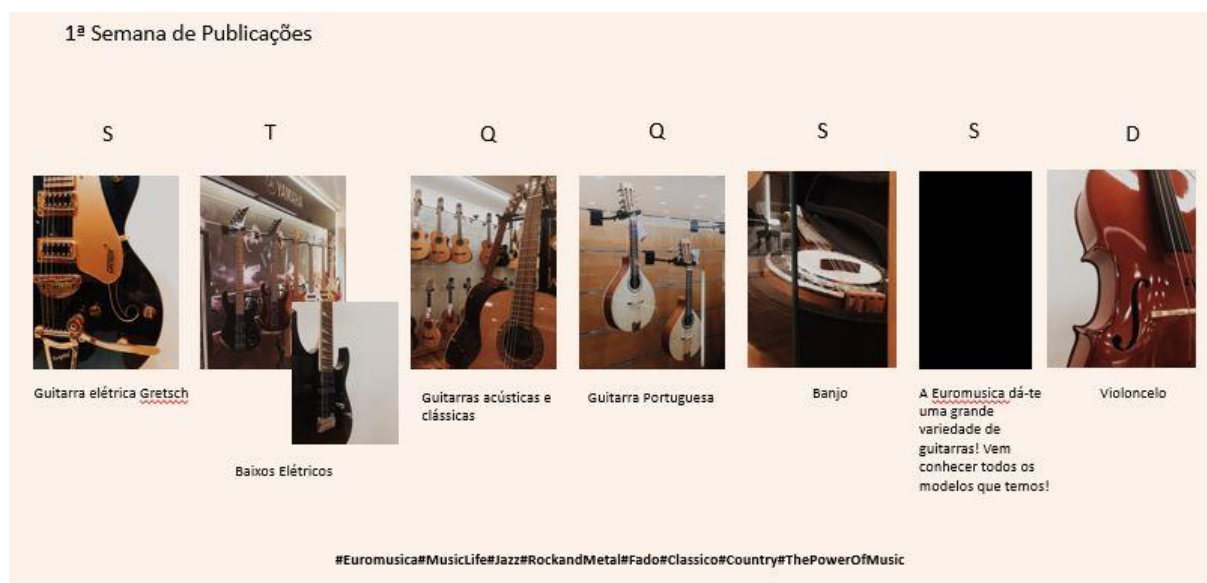 1ª Semana de Publicações
S
T
Q
Q
S
S
D
YAMAHA
Guitarra elétrica Gretsch
Baixos Elétricos
Guitarras acústicas e
clássicas
Guitarra Portuguesa
Banjo
A Euromusica dá-te
uma grande
variedade de
guitarras! Vem
conhecer todos os
modelos que temos!
Violoncelo
#Euromusica#MusicLife#Jazz#RockandMetal#Fado#Classico#Country#ThePowerOfMusic